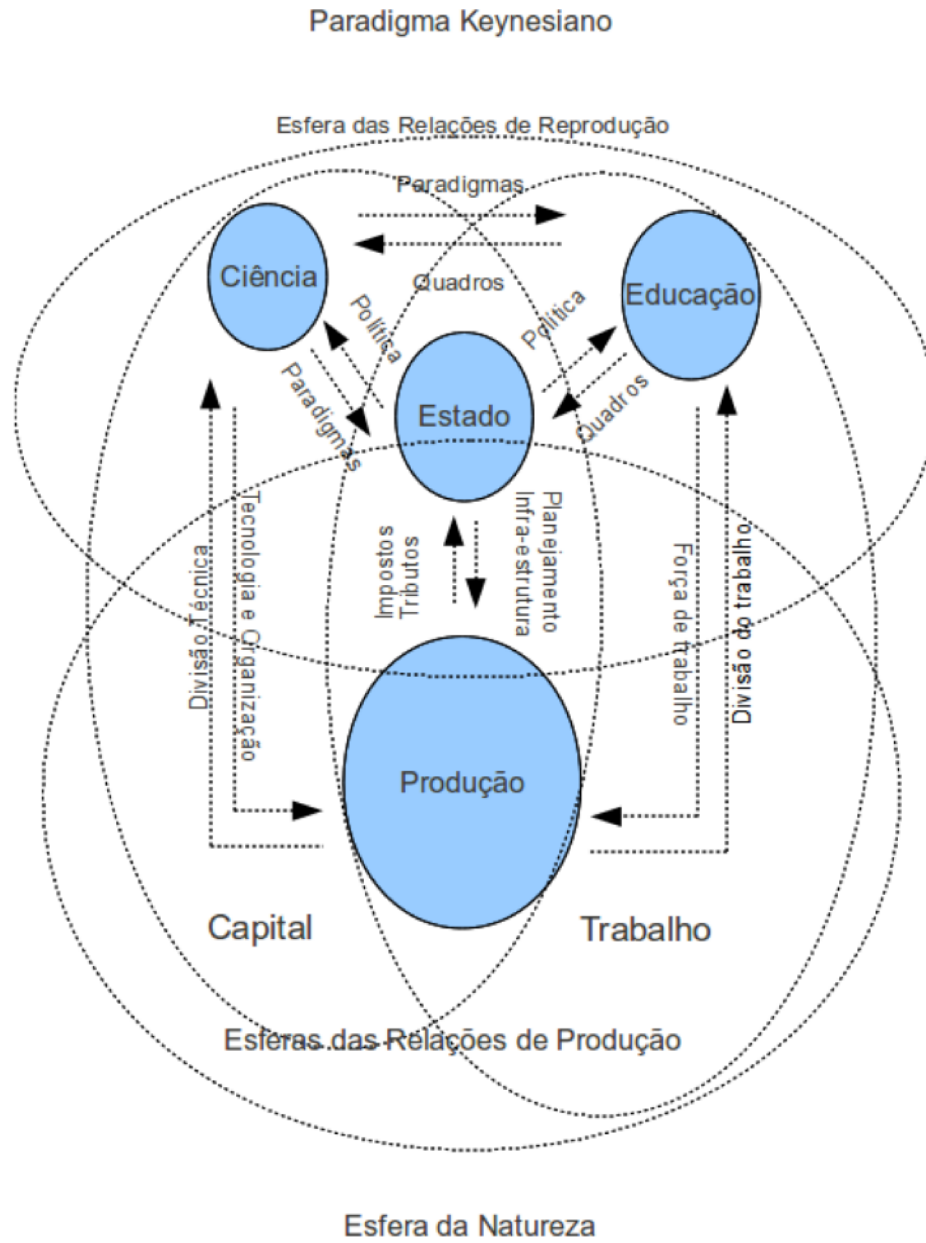 Paradigma Keynesiano
Esfera das Relações de Reprodução
Paradigmas
Ciência
Quadros
Educação
Política
Paradigmas
Política
Quadros
Estado
Divisão Técnica
Tecnologia e Organização
Impostos
Tributos
Planejamento
Infra-estrutura
Força de trabalho
Divisão do trabalho
Produção
Capital
Trabalho
Esferas das Relações de Produção
Esfera da Natureza